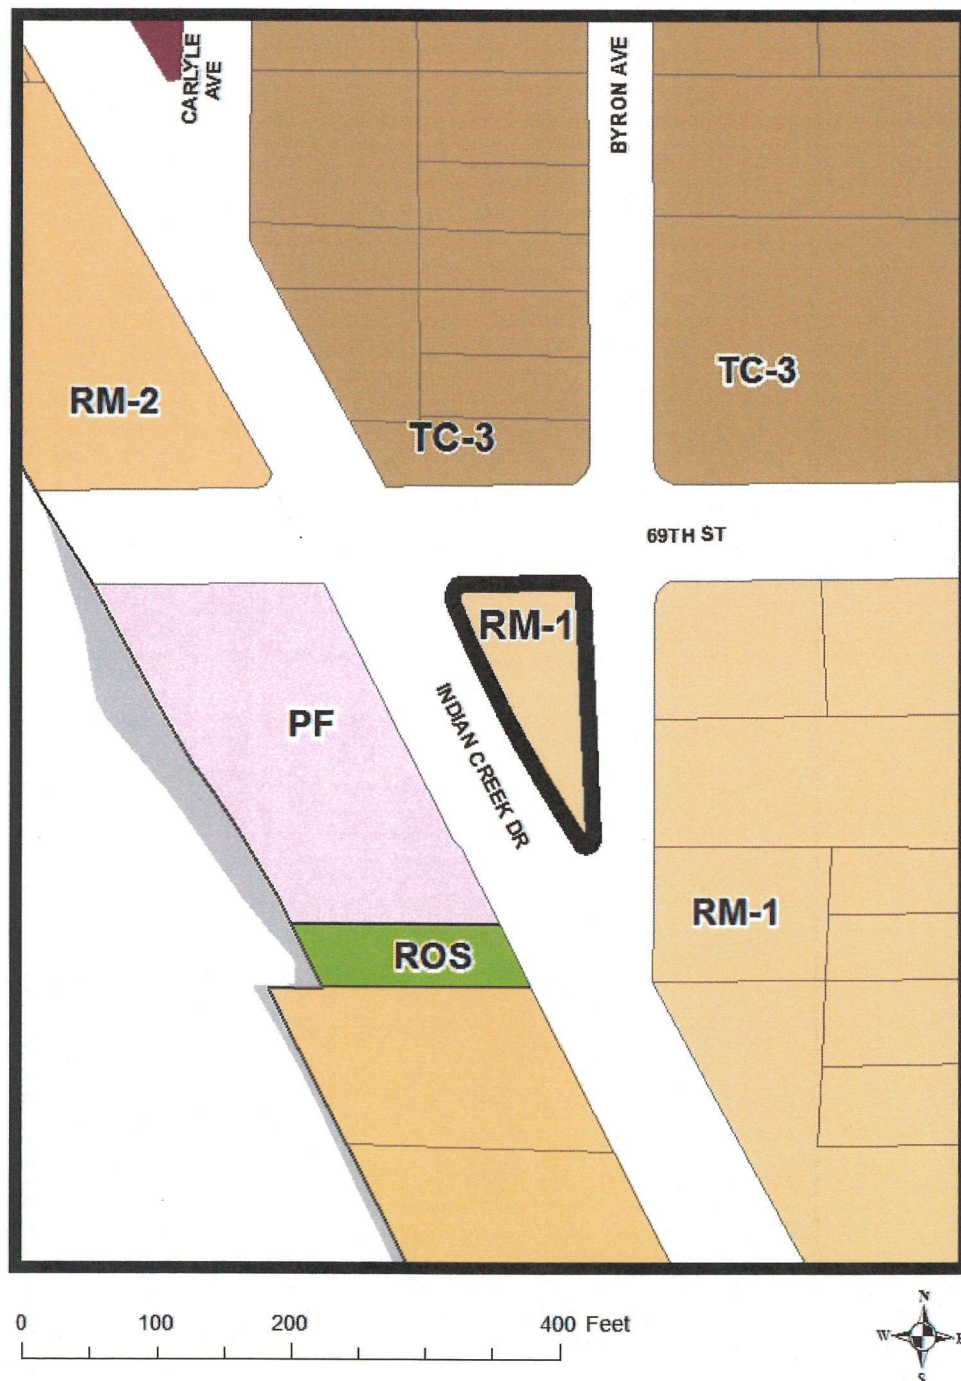 CARLYLE
AVE
BYRON AVE
RM-2
TC-3
TC-3
69TH ST
RM-1
PF
INDIAN CREEK DR
RM-1
ROS
0 100 200 400 Feet
N
W E
S